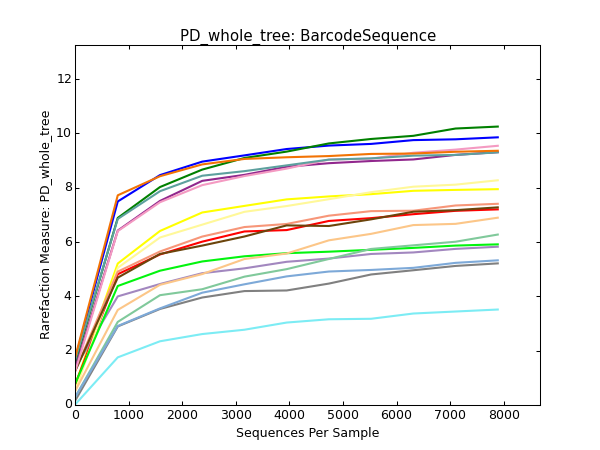 PD_whole_tree: BarcodeSequence
Rarefaction Measure: PD_whole_tree
12
10
8
6
4
2
0
0 1000 2000 3000 4000 5000 6000 7000 8000
Sequences Per Sample